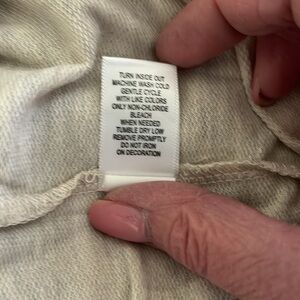 TURN INSIDE OUT
MACHINE WASH COLD
GENTLE CYCLE
WITH LIKE COLORS
ONLY NON-CHLORIDE
BLEACH
WHEN NEEDED
TUMBLE DRY LOW
REMOVE PROMPTLY
DO NOT IRON
ON DECORATION